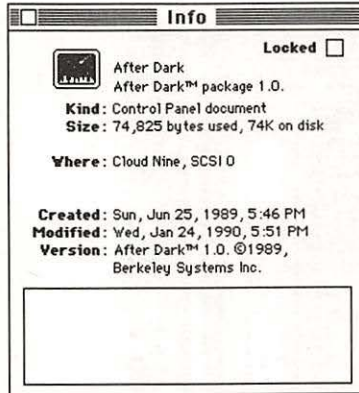 Info
Locked
After Dark
After Dark™ package 1.0.
Kind: Control Panel document
Size: 74,825 bytes used, 74K on disk
Where: Cloud Nine, SCSI 0
Created: Sun, Jun 25, 1989, 5:46 PM
Modified: Wed, Jan 24, 1990, 5:51 PM
Version: After Dark™ 1.0. ©1989,
Berkeley Systems Inc.